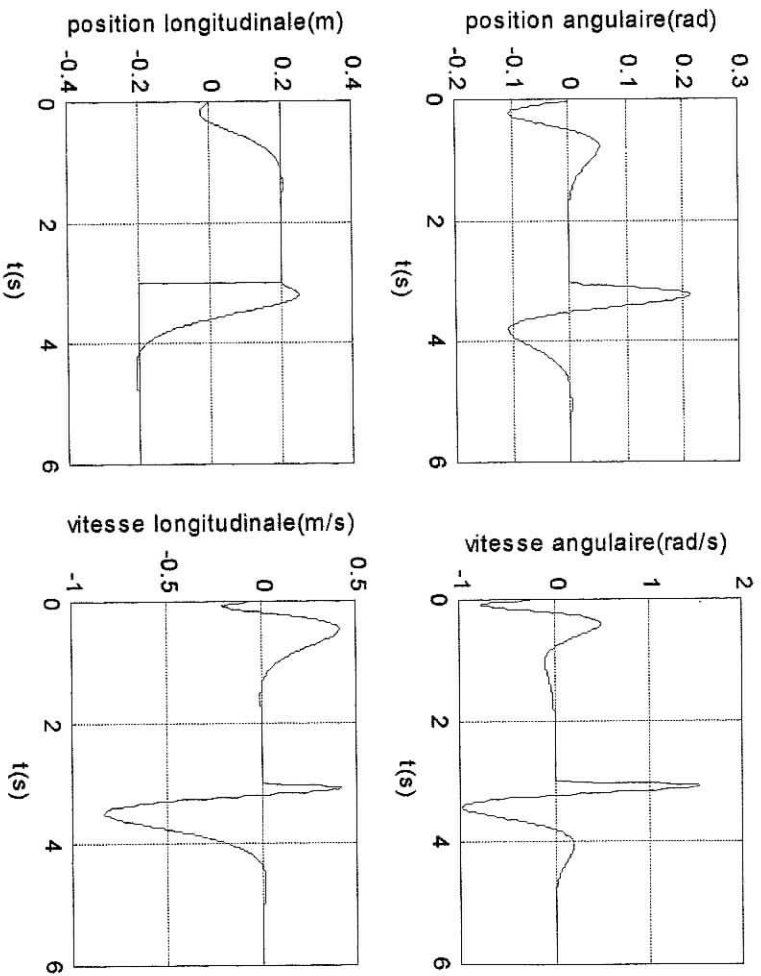 position angulaire(rad)
0.3
0.2
0.1
0
-0.1
-0.2
0 2 4 6
t(s)
vitesse angulaire(rad/s)
2
1
0
-1
0 2 4 6
t(s)
position longitudinale(m)
0.4
0.2
0
-0.2
-0.4
0 2 4 6
t(s)
vitesse longitudinale(m/s)
0.5
0
-0.5
-1
0 2 4 6
t(s)